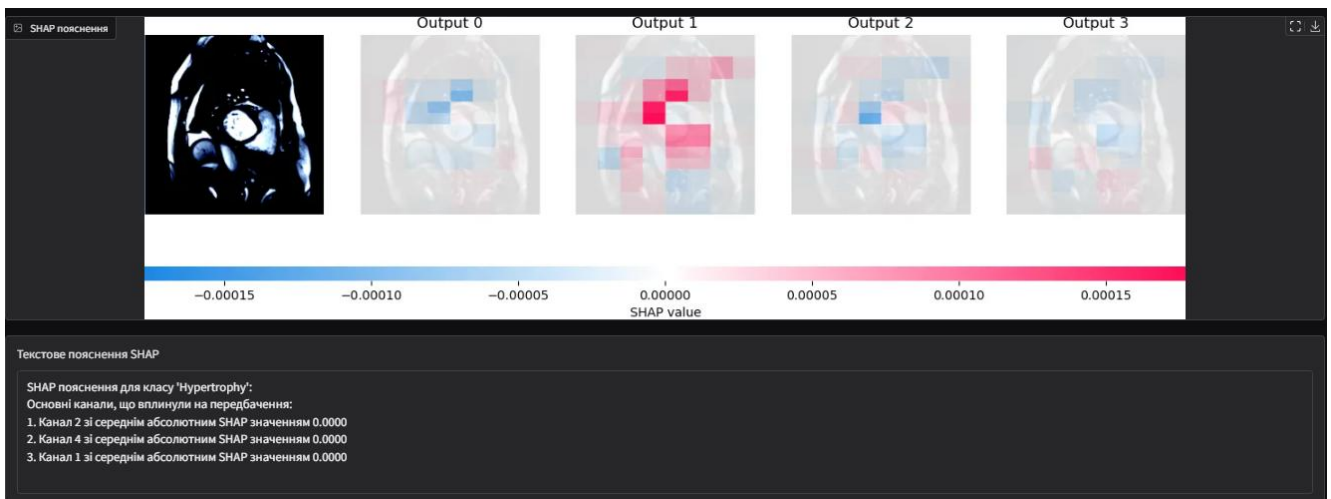 SHAP пояснення
Output 0 Output 1 Output 2 Output 3
−0.00015 −0.00010 −0.00005 0.00000 0.00005 0.00010 0.00015
SHAP value
Текстове пояснення SHAP
SHAP пояснення для класу 'Hypertrophy':
Основні канали, що вплинули на передбачення:
1. Канал 2 зі середнім абсолютним SHAP значенням 0.0000
2. Канал 4 зі середнім абсолютним SHAP значенням 0.0000
3. Канал 1 зі середнім абсолютним SHAP значенням 0.0000